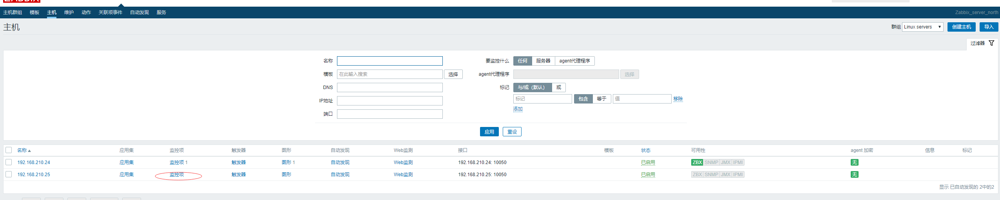 ZABBIX
主机群组 模板 主机 维护 动作 关联项事件 自动发现 服务 Zabbix_server_north
主机 群组 Linux servers 创建主机 导入
过滤器
名称 要监控什么 任何 服务器 agent代理程序
模板 在此输入搜索 选择 agent代理程序 选择
DNS 标记 与/或（默认） 或
标记 包含 等于 值 移除
IP地址
添加
端口
应用 重设
名称 应用集 监控项 触发器 图形 自动发现 Web监测 接口 模板 状态 可用性 agent 加密 信息 标记
192.168.210.24 应用集 监控项 1 触发器 图形 1 自动发现 Web监测 192.168.210.24: 10050 已启用 ZBX SNMP JMX IPMI 无
192.168.210.25 应用集 监控项 触发器 图形 自动发现 Web监测 192.168.210.25: 10050 已启用 ZBX SNMP JMX IPMI 无
显示 已自动发现的 2中的2